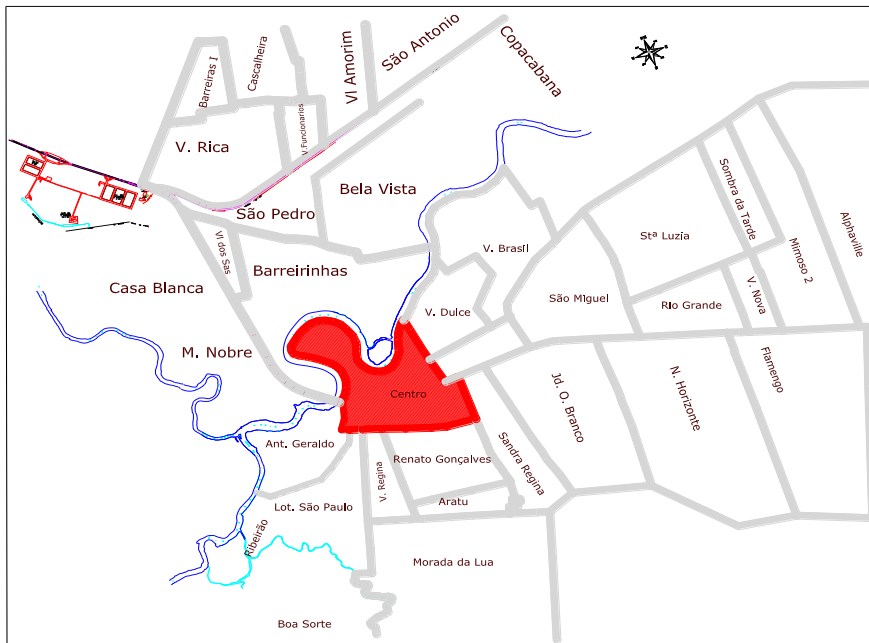 São Antonio
Copacabana
Vl Amorim
Cascalheira
Barreiras I
V. Funcionarios
V. Rica
Bela Vista
São Pedro
Sombra da Tarde
Alphaville
Stª Luzia
Mimoso 2
V. Brasil
Vl dos Sas
Barreirinhas
Casa Blanca
São Miguel
Rio Grande
V. Nova
V. Dulce
M. Nobre
Flamengo
Jd. O. Branco
N. Horizonte
Centro
Ant. Geraldo
Renato Gonçalves
Sandra Regina
V. Regina
Aratu
Lot. São Paulo
Ribeirão
Morada da Lua
Boa Sorte